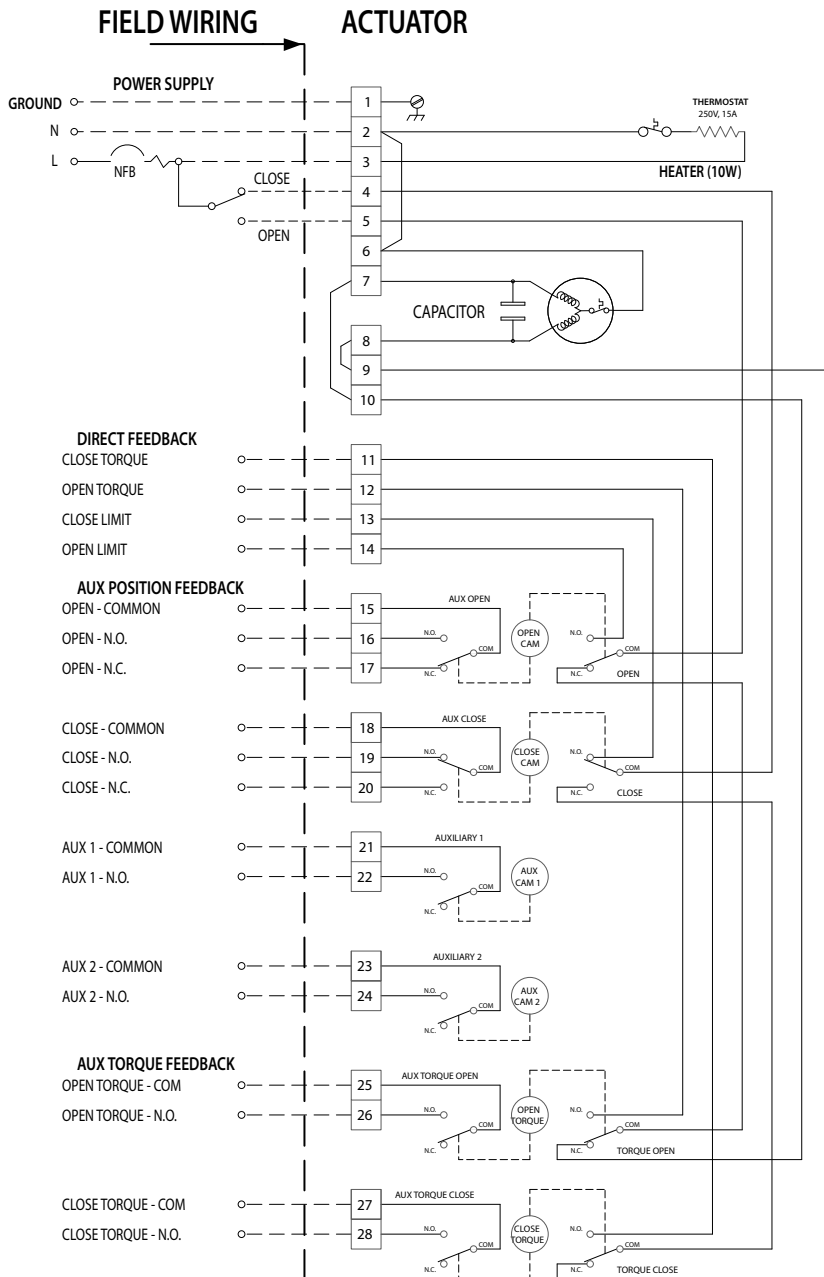 FIELD WIRING
ACTUATOR
POWER SUPPLY
GROUND
1
THERMOSTAT
250V, 15A
N
2
L
NFB
3
HEATER (10W)
CLOSE
4
5
OPEN
6
7
CAPACITOR
8
9
10
DIRECT FEEDBACK
CLOSE TORQUE
11
OPEN TORQUE
12
CLOSE LIMIT
13
OPEN LIMIT
14
AUX POSITION FEEDBACK
OPEN - COMMON
15
AUX OPEN
OPEN - N.O.
16
N.O.
COM
OPEN
CAM
N.O.
COM
OPEN - N.C.
17
N.C.
N.C.
OPEN
CLOSE - COMMON
18
AUX CLOSE
CLOSE - N.O.
19
N.O.
COM
CLOSE
CAM
N.O.
COM
CLOSE - N.C.
20
N.C.
N.C.
CLOSE
AUX 1 - COMMON
21
AUXILIARY 1
AUX 1 - N.O.
22
N.O.
COM
AUX
CAM 1
N.C.
AUX 2 - COMMON
23
AUXILIARY 2
AUX 2 - N.O.
24
N.O.
COM
AUX
CAM 2
N.C.
AUX TORQUE FEEDBACK
OPEN TORQUE - COM
25
AUX TORQUE OPEN
OPEN TORQUE - N.O.
26
N.O.
COM
OPEN
TORQUE
N.O.
COM
N.C.
N.C.
TORQUE OPEN
CLOSE TORQUE - COM
27
AUX TORQUE CLOSE
CLOSE TORQUE - N.O.
28
N.O.
COM
CLOSE
TORQUE
N.O.
COM
N.C.
N.C.
TORQUE CLOSE